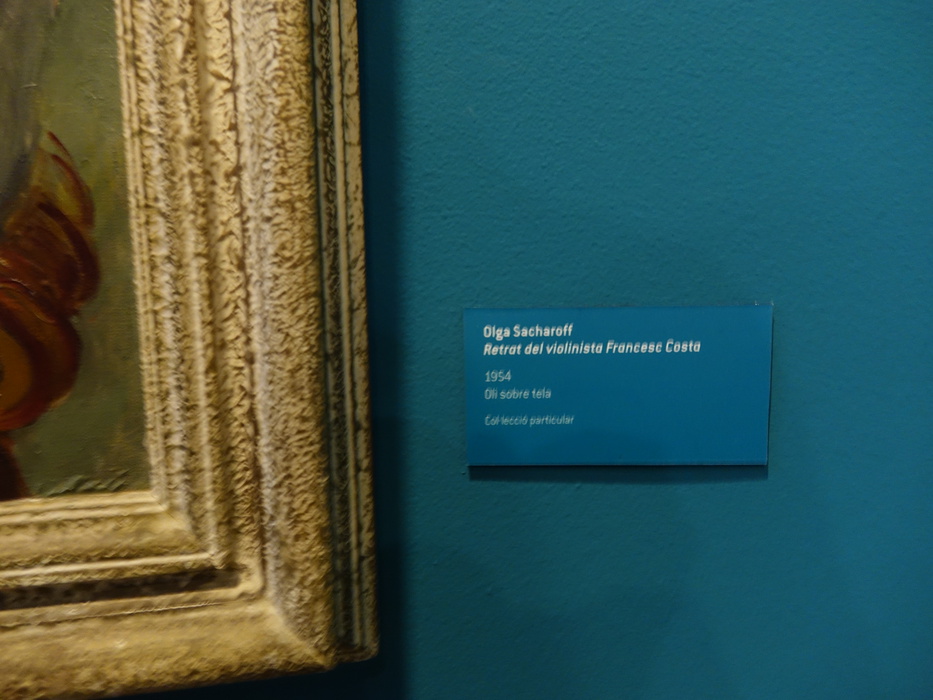 Olga Sacharoff
Retrat del violinista Francesc Costa
1954
Oli sobre tela
Col·lecció particular